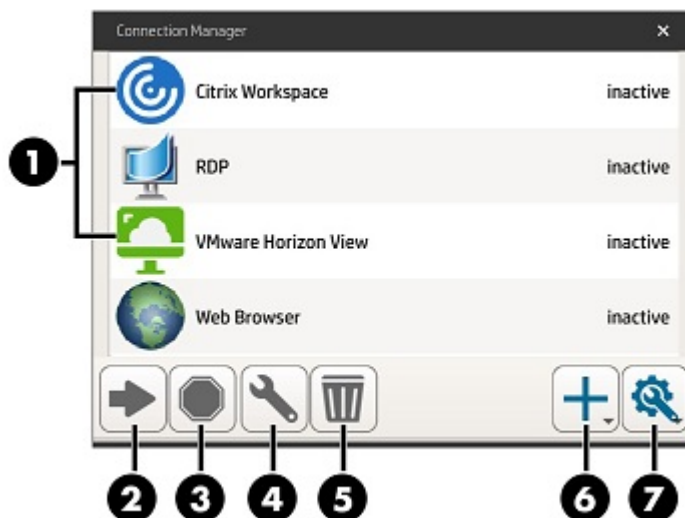 Connection Manager
Citrix Workspace inactive
1
RDP inactive
VMware Horizon View inactive
Web Browser inactive
2 3 4 5 6 7